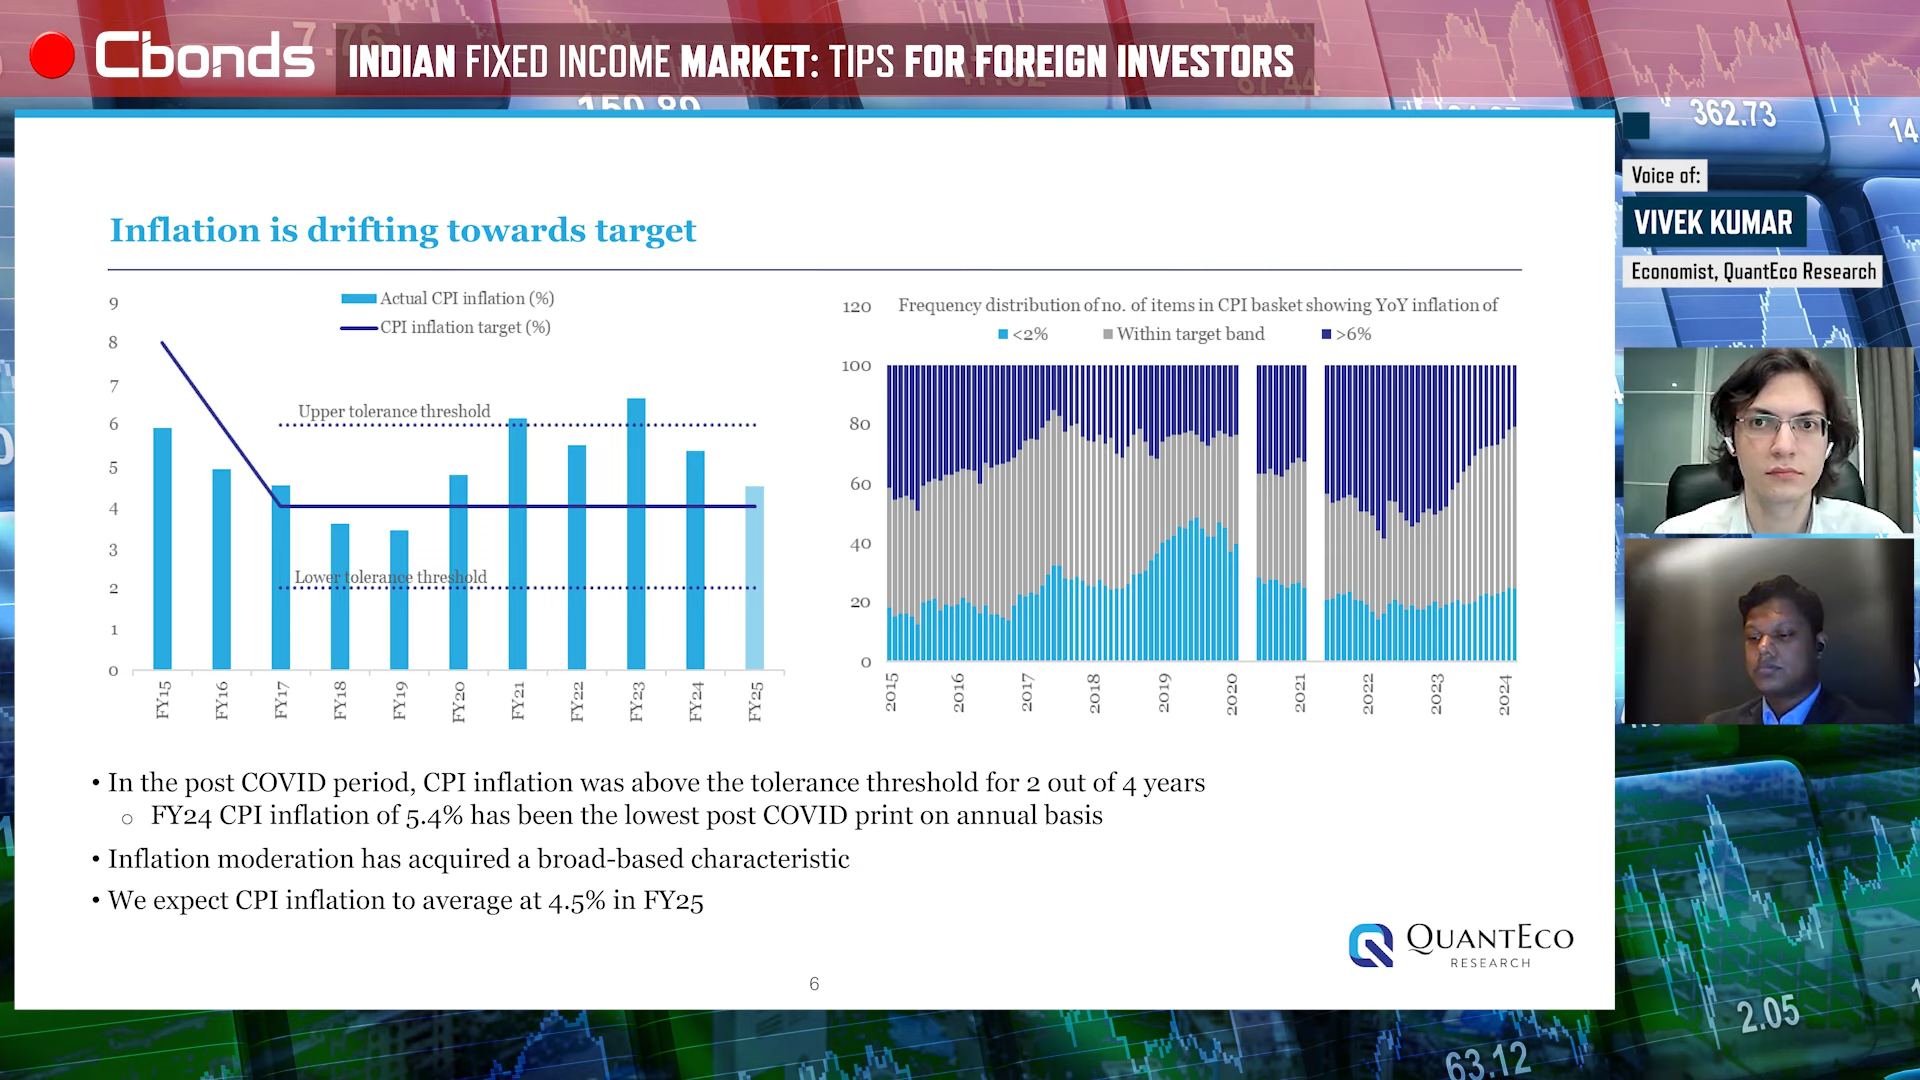 Cbonds
INDIAN FIXED INCOME MARKET: TIPS FOR FOREIGN INVESTORS
7.76
67.44
150.89
362.73
14
Voice of:
VIVEK KUMAR
Economist, QuantEco Research
Inflation is drifting towards target
Actual CPI inflation (%)
CPI inflation target (%)
9
8
7
6
5
4
3
2
1
0
Upper tolerance threshold
Lower tolerance threshold
FY15 FY16 FY17 FY18 FY19 FY20 FY21 FY22 FY23 FY24 FY25
Frequency distribution of no. of items in CPI basket showing YoY inflation of
<2% Within target band >6%
120
100
80
60
40
20
0
2015 2016 2017 2018 2019 2020 2021 2022 2023 2024
• In the post COVID period, CPI inflation was above the tolerance threshold for 2 out of 4 years
○ FY24 CPI inflation of 5.4% has been the lowest post COVID print on annual basis
• Inflation moderation has acquired a broad-based characteristic
• We expect CPI inflation to average at 4.5% in FY25
QUANTECO
RESEARCH
6
2.05
63.12